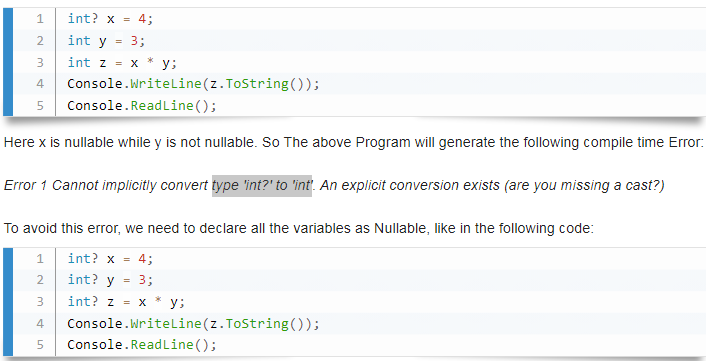 1 int? x = 4;
2 int y = 3;
3 int z = x * y;
4 Console.WriteLine(z.ToString());
5 Console.ReadLine();
Here x is nullable while y is not nullable. So The above Program will generate the following compile time Error:
Error 1 Cannot implicitly convert type 'int?' to 'int'. An explicit conversion exists (are you missing a cast?)
To avoid this error, we need to declare all the variables as Nullable, like in the following code:
1 int? x = 4;
2 int? y = 3;
3 int? z = x * y;
4 Console.WriteLine(z.ToString());
5 Console.ReadLine();